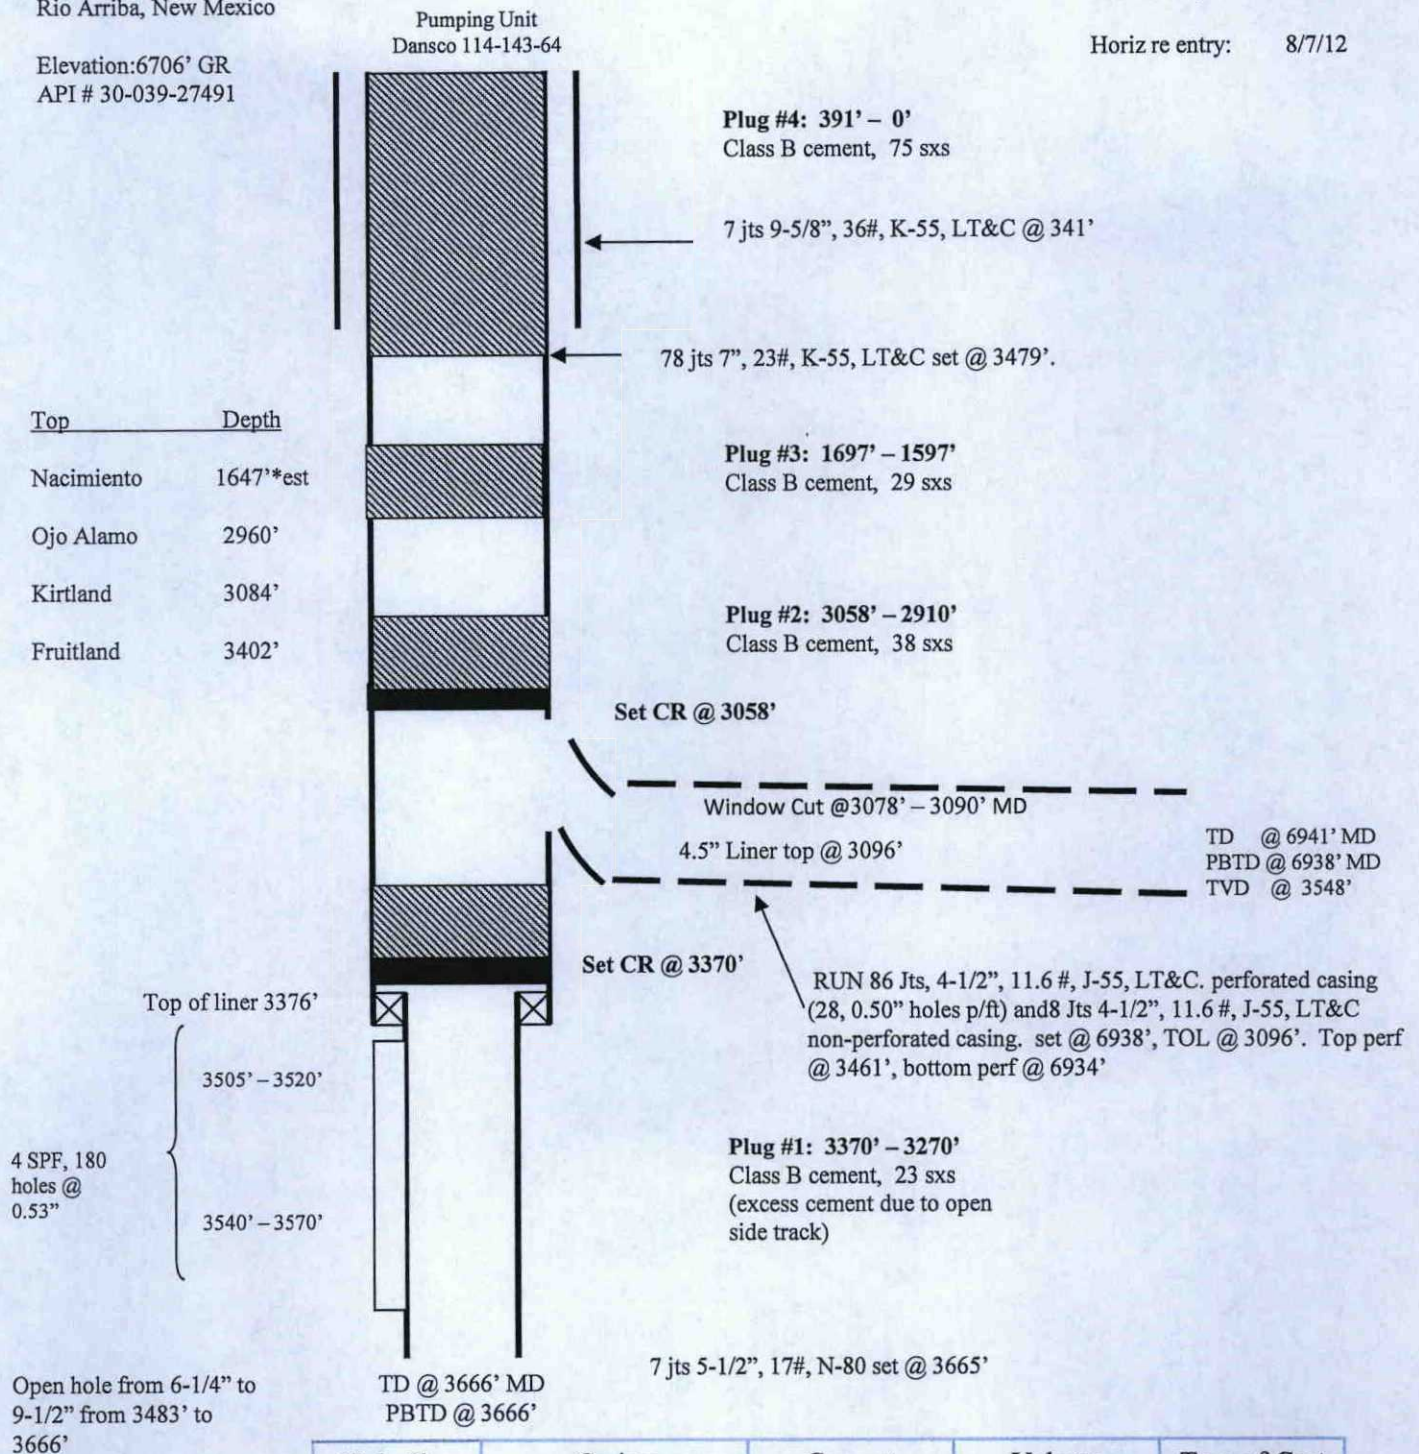 Rio Arriba, New Mexico
Elevation:6706' GR
API # 30-039-27491
Pumping Unit
Dansco 114-143-64
Horiz re entry: 8/7/12
Plug #4: 391' – 0'
Class B cement, 75 sxs
7 jts 9-5/8", 36#, K-55, LT&C @ 341'
78 jts 7", 23#, K-55, LT&C set @ 3479'.
Top Depth
Nacimiento 1647'*est
Ojo Alamo 2960'
Kirtland 3084'
Fruitland 3402'
Plug #3: 1697' – 1597'
Class B cement, 29 sxs
Plug #2: 3058' – 2910'
Class B cement, 38 sxs
Set CR @ 3058'
Window Cut @3078' – 3090' MD
4.5" Liner top @ 3096'
TD @ 6941' MD
PBTD @ 6938' MD
TVD @ 3548'
Set CR @ 3370'
RUN 86 Jts, 4-1/2", 11.6 #, J-55, LT&C. perforated casing
(28, 0.50" holes p/ft) and8 Jts 4-1/2", 11.6 #, J-55, LT&C
non-perforated casing. set @ 6938', TOL @ 3096'. Top perf
@ 3461', bottom perf @ 6934'
Top of liner 3376'
3505' – 3520'
4 SPF, 180
holes @
0.53"
3540' – 3570'
Plug #1: 3370' – 3270'
Class B cement, 23 sxs
(excess cement due to open
side track)
7 jts 5-1/2", 17#, N-80 set @ 3665'
Open hole from 6-1/4" to
9-1/2" from 3483' to
3666'
TD @ 3666' MD
PBTD @ 3666'